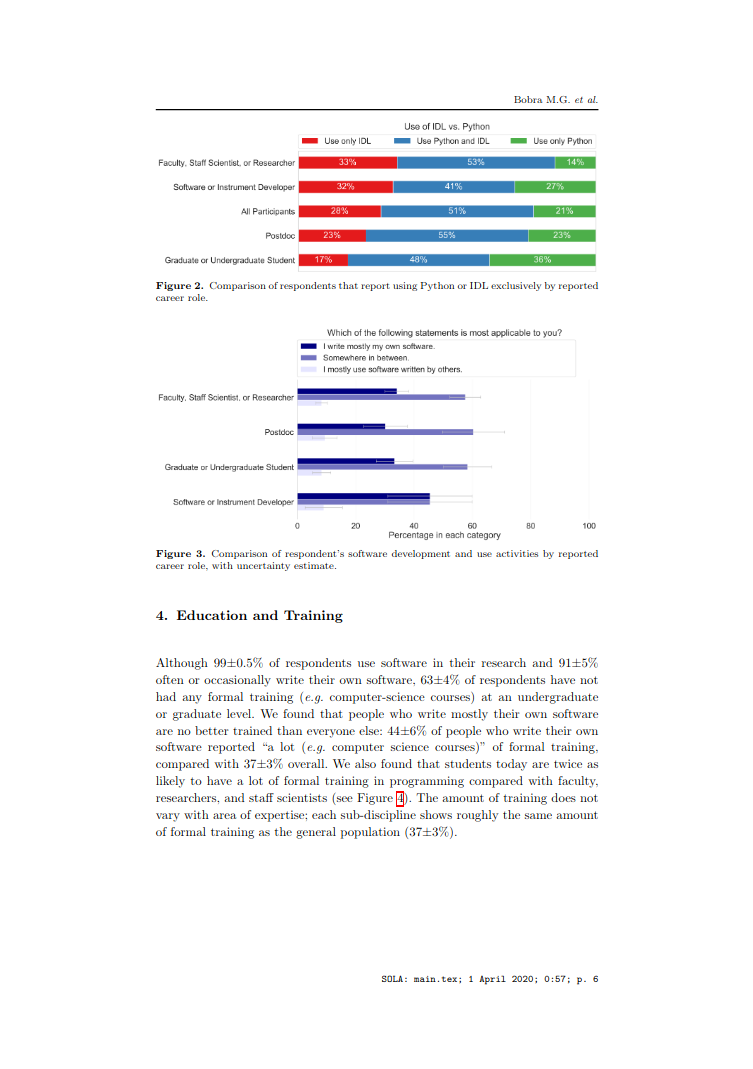 Bobra M.G. et al.
Use of IDL vs. Python
Use only IDL Use Python and IDL Use only Python
Faculty, Staff Scientist, or Researcher 33% 53% 14%
Software or Instrument Developer 32% 41% 27%
All Participants 28% 51% 21%
Postdoc 23% 55% 23%
Graduate or Undergraduate Student 17% 48% 36%
Figure 2. Comparison of respondents that report using Python or IDL exclusively by reported
career role.
Which of the following statements is most applicable to you?
I write mostly my own software.
Somewhere in between.
I mostly use software written by others.
Faculty, Staff Scientist, or Researcher
Postdoc
Graduate or Undergraduate Student
Software or Instrument Developer
0 20 40 60 80 100
Percentage in each category
Figure 3. Comparison of respondent's software development and use activities by reported
career role, with uncertainty estimate.
4. Education and Training
Although 99±0.5% of respondents use software in their research and 91±5%
often or occasionally write their own software, 63±4% of respondents have not
had any formal training (e.g. computer-science courses) at an undergraduate
or graduate level. We found that people who write mostly their own software
are no better trained than everyone else: 44±6% of people who write their own
software reported “a lot (e.g. computer science courses)” of formal training,
compared with 37±3% overall. We also found that students today are twice as
likely to have a lot of formal training in programming compared with faculty,
researchers, and staff scientists (see Figure 4). The amount of training does not
vary with area of expertise; each sub-discipline shows roughly the same amount
of formal training as the general population (37±3%).
SOLA: main.tex; 1 April 2020; 0:57; p. 6